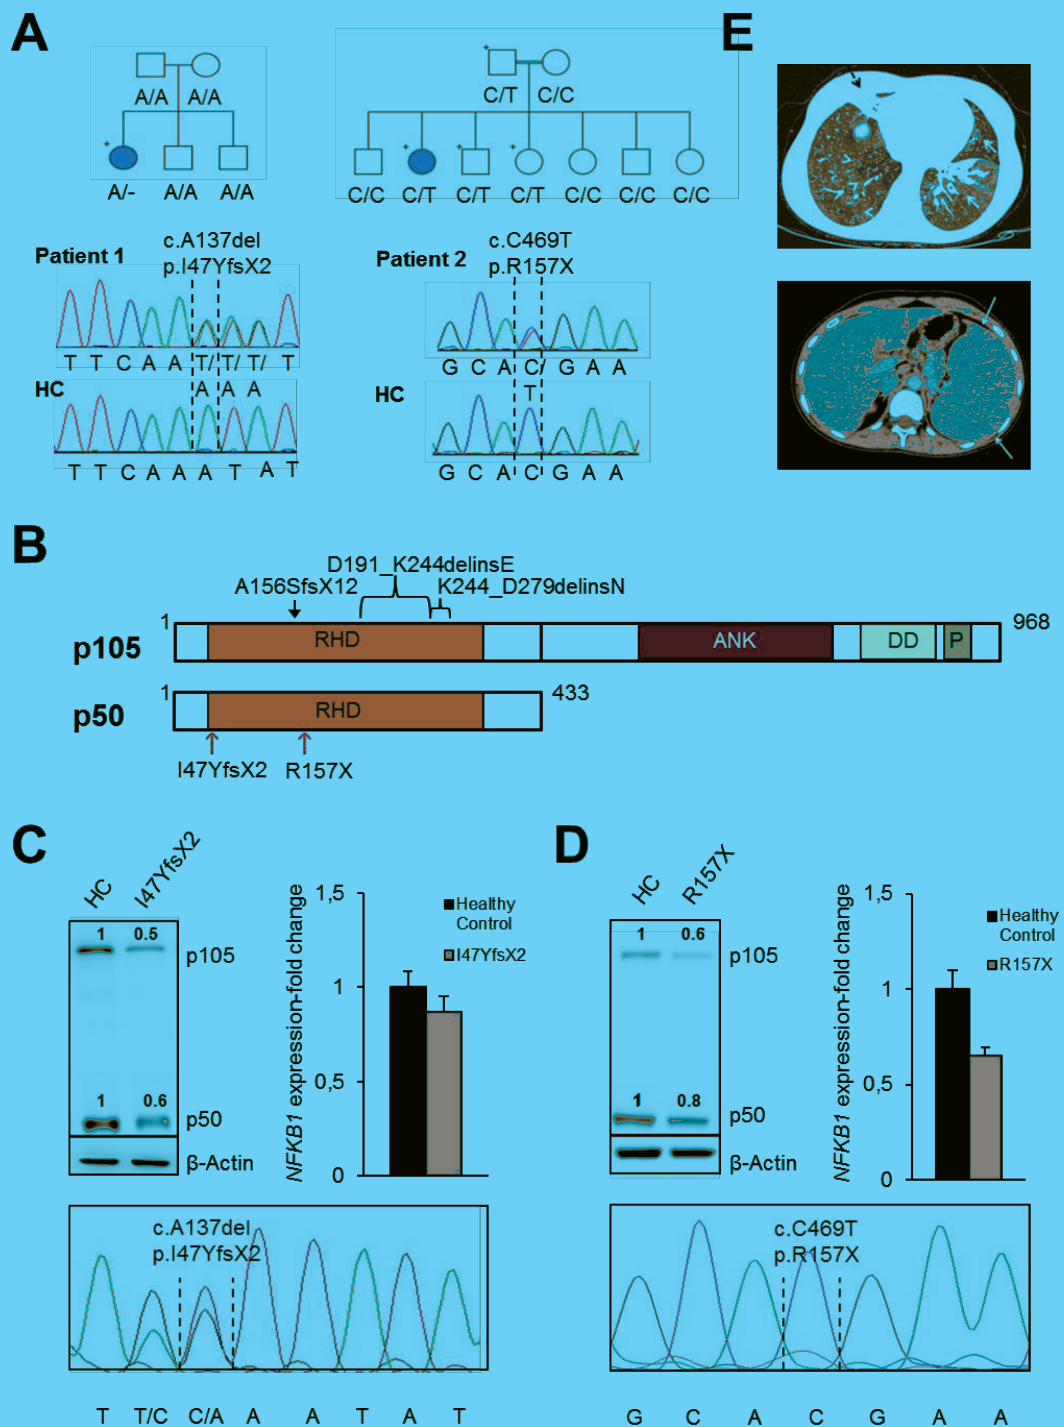 A
E
A/A A/A
A/- A/A A/A
C/T C/C
C/C C/T C/T C/T C/C C/C C/C
Patient 1
c.A137del
p.I47YfsX2
T T C A A T/ T/ T/ T
A A A
HC
T T C A A A T A T
Patient 2
c.C469T
p.R157X
G C A C/ G A A
T
HC
G C A C G A A
B
D191_K244delinsE
A156SfsX12
K244_D279delinsN
p105
1
RHD
ANK
DD
P
968
p50
1
RHD
433
I47YfsX2
R157X
C
HC I47YfsX2
1 0.5
p105
1 0.6
p50
β-Actin
NFKB1 expression-fold change
1,5
1
0,5
0
Healthy
Control
I47YfsX2
c.A137del
p.I47YfsX2
T T/C C/A A A T A T
D
HC R157X
1 0.6
p105
1 0.8
p50
β-Actin
NFKB1 expression-fold change
1,5
1
0,5
0
Healthy
Control
R157X
c.C469T
p.R157X
G C A C G A A